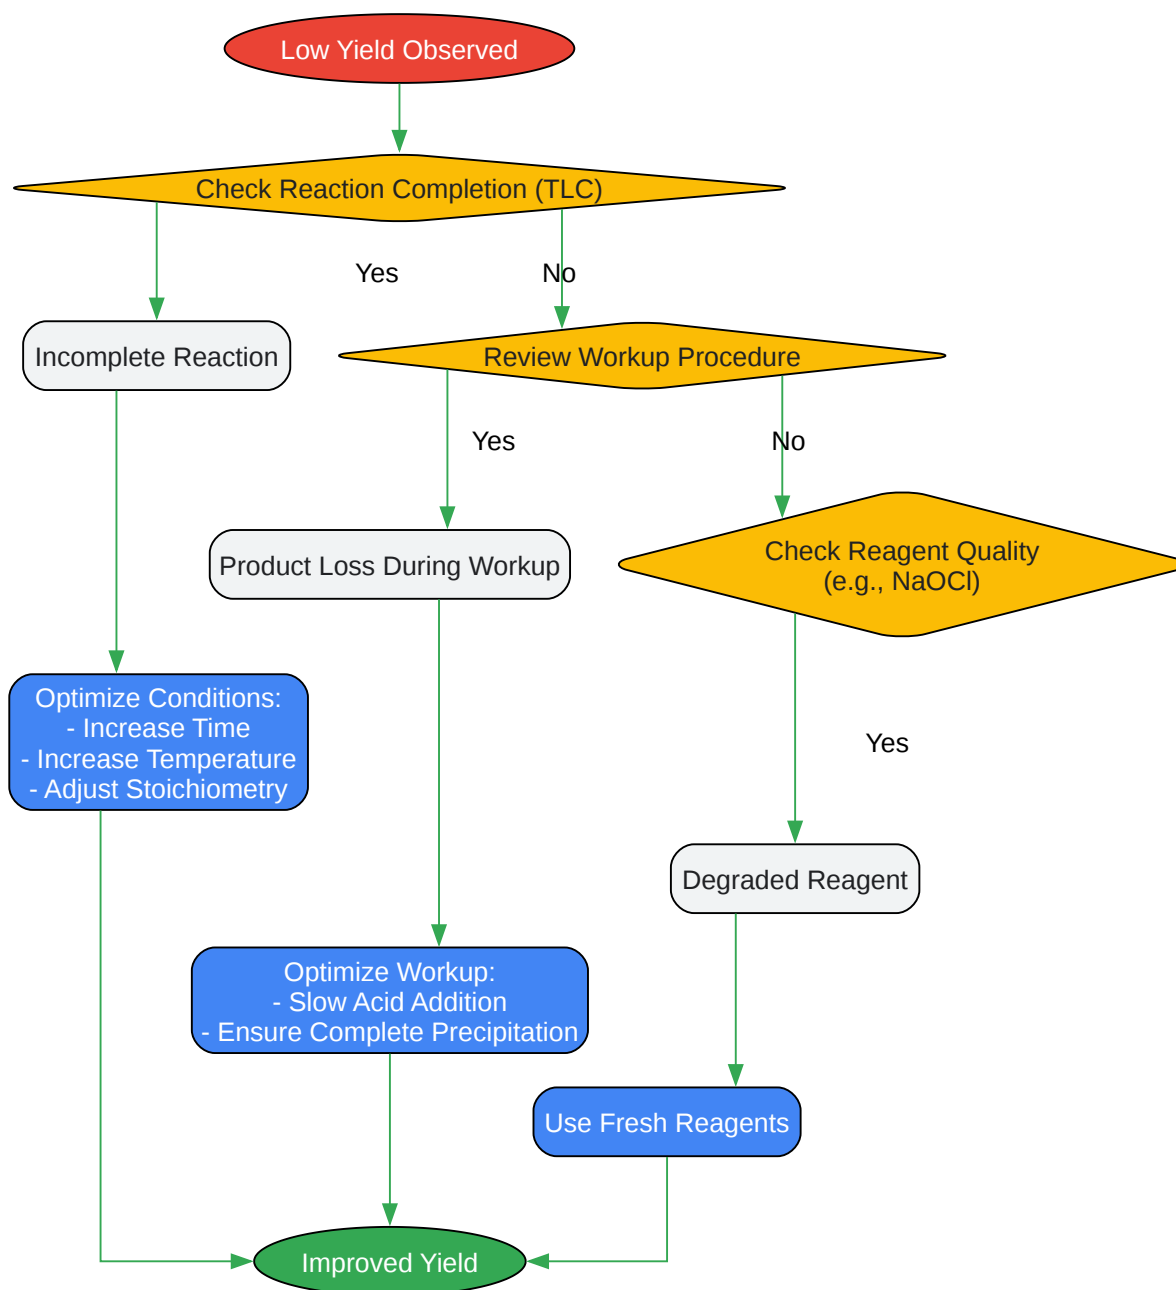 Low Yield Observed
Check Reaction Completion (TLC)
Yes
No
Incomplete Reaction
Review Workup Procedure
Yes
No
Product Loss During Workup
Check Reagent Quality
(e.g., NaOCl)
Optimize Conditions:
- Increase Time
- Increase Temperature
- Adjust Stoichiometry
Yes
Degraded Reagent
Optimize Workup:
- Slow Acid Addition
- Ensure Complete Precipitation
Use Fresh Reagents
Improved Yield